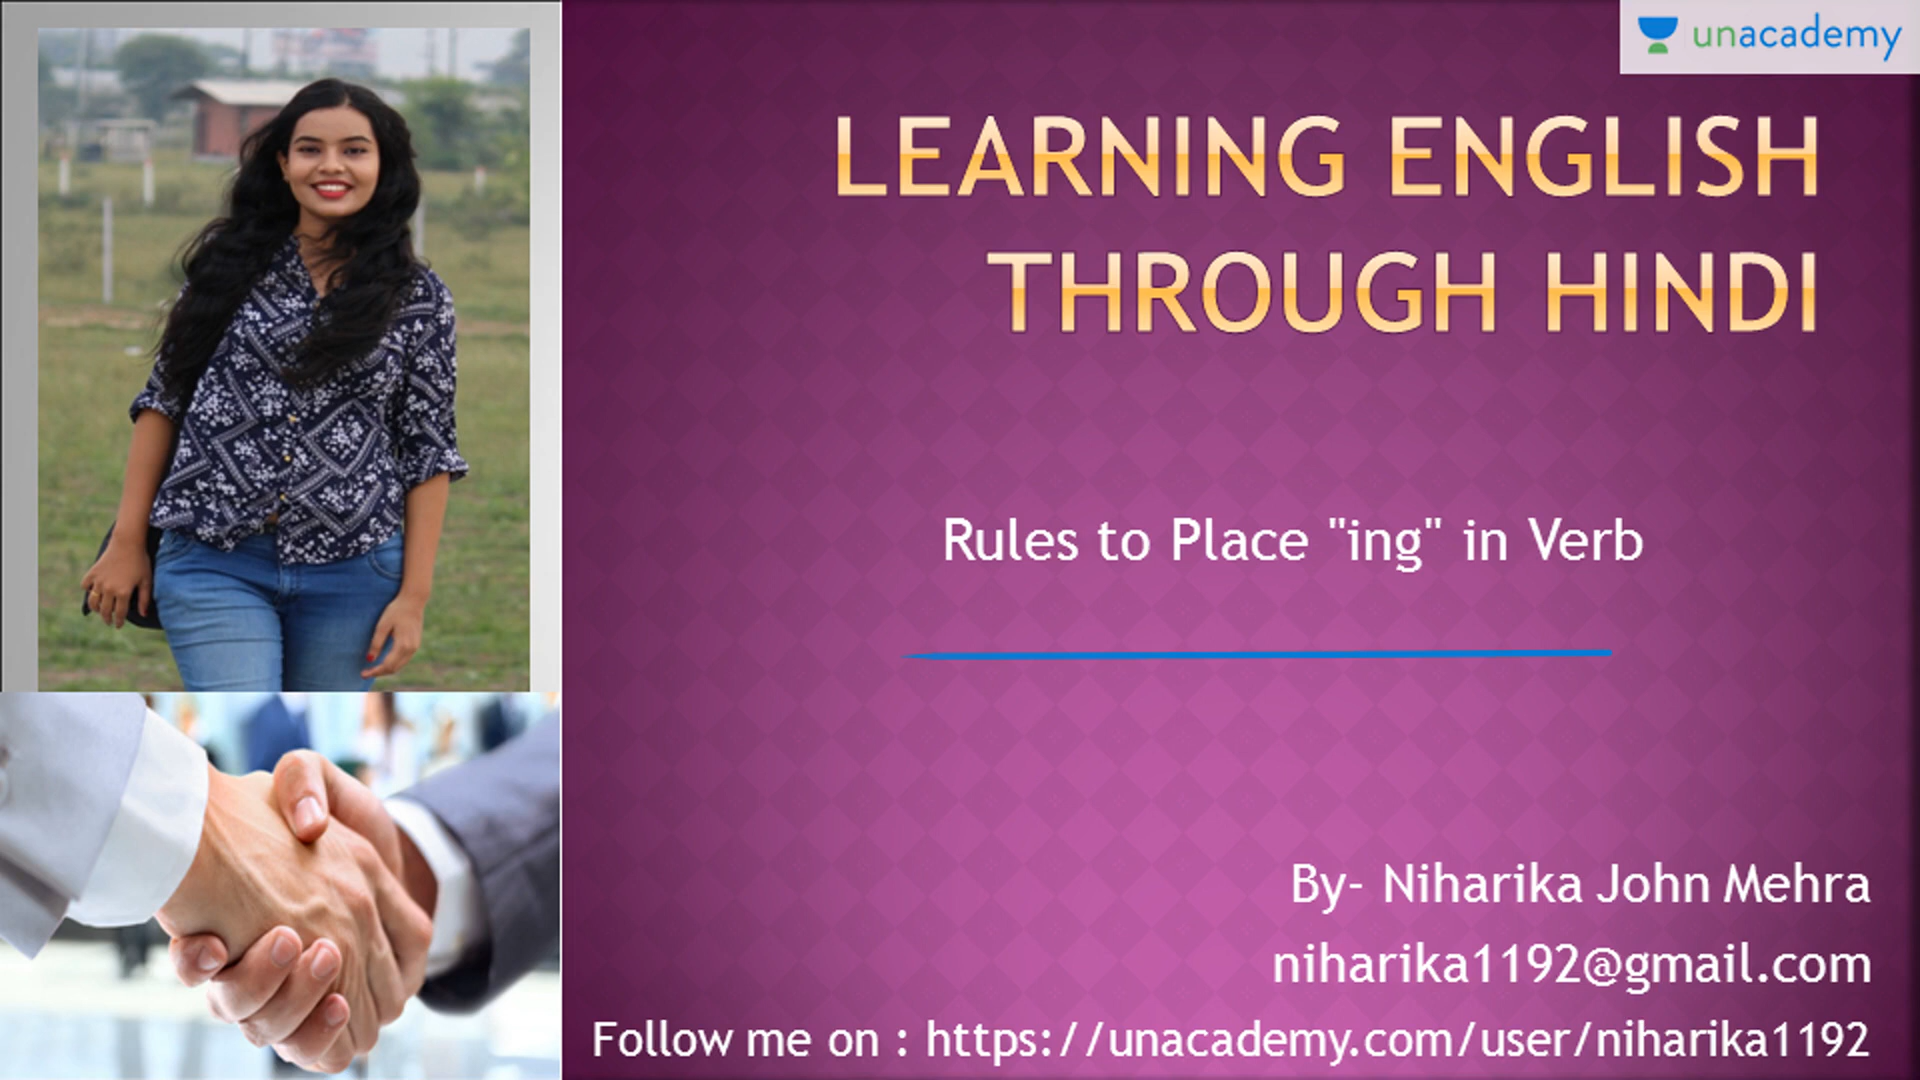 unacademy
LEARNING ENGLISH
THROUGH HINDI
Rules to Place "ing" in Verb
By- Niharika John Mehra
niharika1192@gmail.com
Follow me on : https://unacademy.com/user/niharika1192